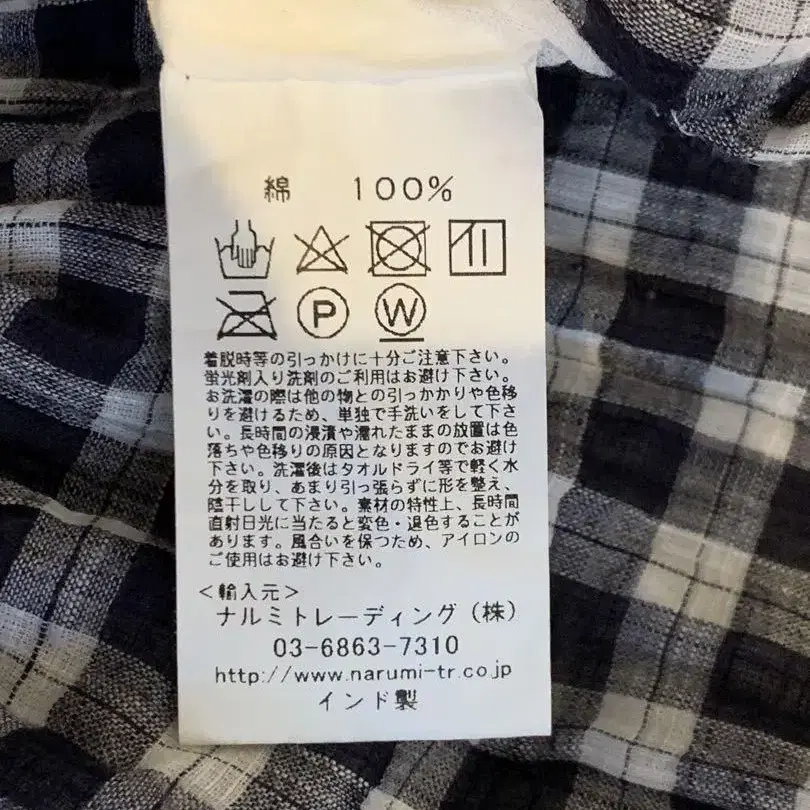 綿 100%
P W
着脱時等の引っかけに十分ご注意下さい。
蛍光剤入り洗剤のご利用はお避け下さい。
お洗濯の際は他の物との引っかかりや色移
りを避けるため、単独で手洗いをして下さ
い。長時間の浸漬や濡れたままの放置は色
落ちや色移りの原因となりますのでお避け
下さい。洗濯後はタオルドライ等で軽く水
分を取り、あまり引っ張らずに形を整え、
陰干しして下さい。素材の特性上、長時間
直射日光に当たると変色・退色することが
あります。風合いを保つため、アイロンの
ご使用はお避け下さい。
<輸入元>
ナルミトレーディング(株)
03-6863-7310
http://www.narumi-tr.co.jp
インド製